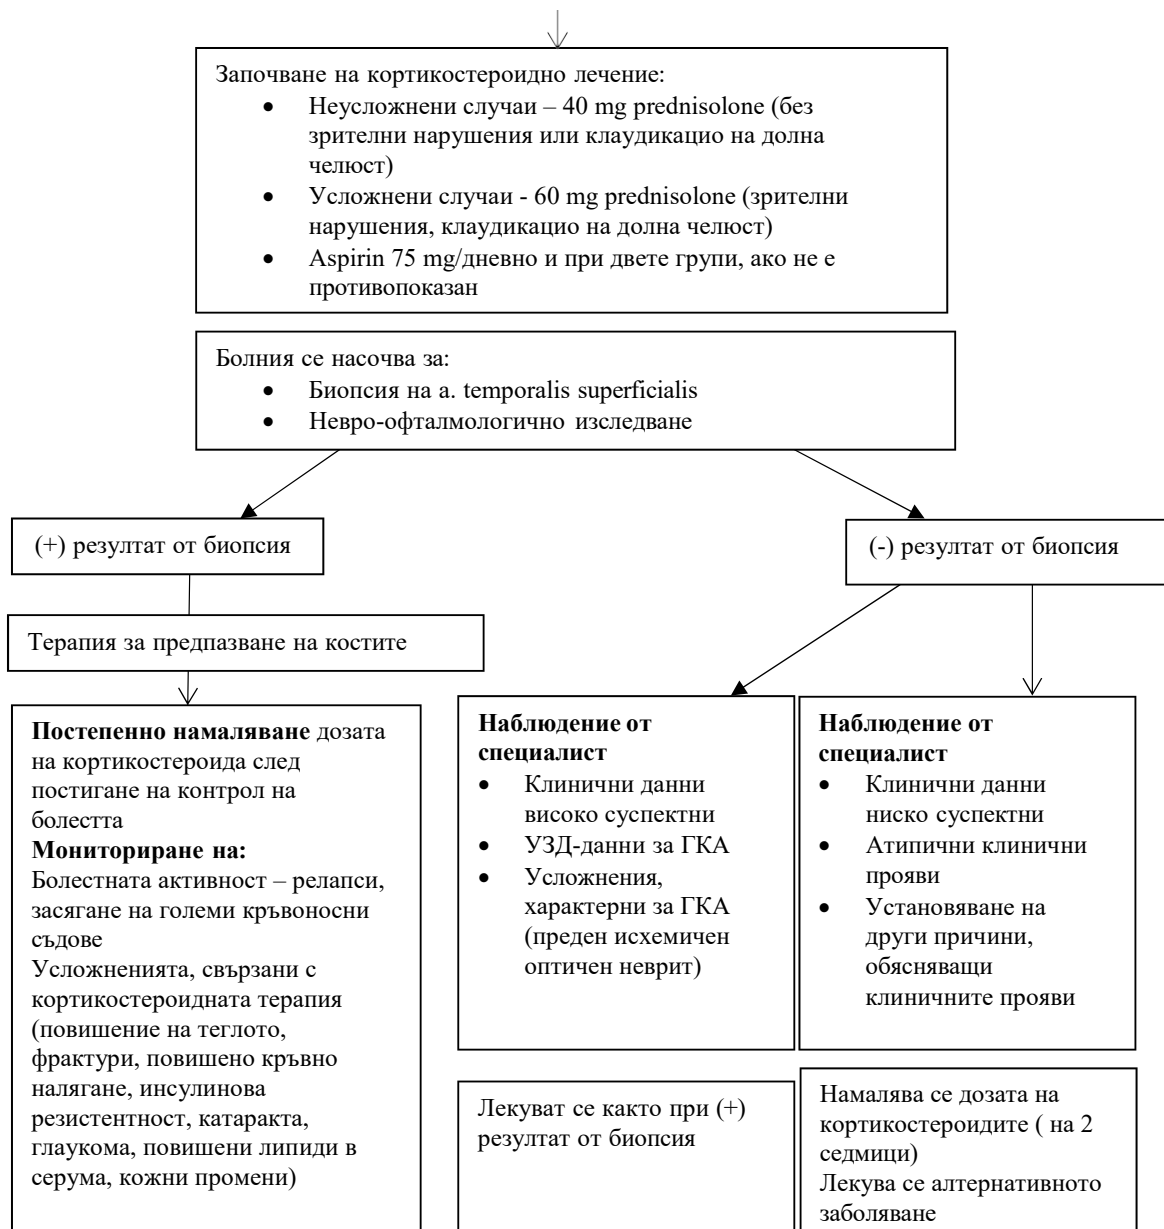 Започване на кортикостероидно лечение:
• Неусложнени случаи – 40 mg prednisolone (без
зрителни нарушения или клаудикацио на долна
челюст)
• Усложнени случаи - 60 mg prednisolone (зрителни
нарушения, клаудикацио на долна челюст)
• Aspirin 75 mg/дневно и при двете групи, ако не е
противопоказан
Болния се насочва за:
• Биопсия на a. temporalis superficialis
• Невро-офталмологично изследване
(+) резултат от биопсия
(-) резултат от биопсия
Терапия за предпазване на костите
Постепенно намаляване дозата
на кортикостероида след
постигане на контрол на
болестта
Мониториране на:
Болестната активност – релапси,
засягане на големи кръвоносни
съдове
Усложненията, свързани с
кортикостероидната терапия
(повишение на теглото,
фрактури, повишено кръвно
налягане, инсулинова
резистентност, катаракта,
глаукома, повишени липиди в
серума, кожни промени)
Наблюдение от
специалист
• Клинични данни
високо суспектни
• УЗД-данни за ГКА
• Усложнения,
характерни за ГКА
(преден исхемичен
оптичен неврит)
Наблюдение от
специалист
• Клинични данни
ниско суспектни
• Атипични клинични
прояви
• Установяване на
други причини,
обясняващи
клиничните прояви
Лекуват се както при (+)
резултат от биопсия
Намалява се дозата на
кортикостероидите ( на 2
седмици)
Лекува се алтернативното
заболяване